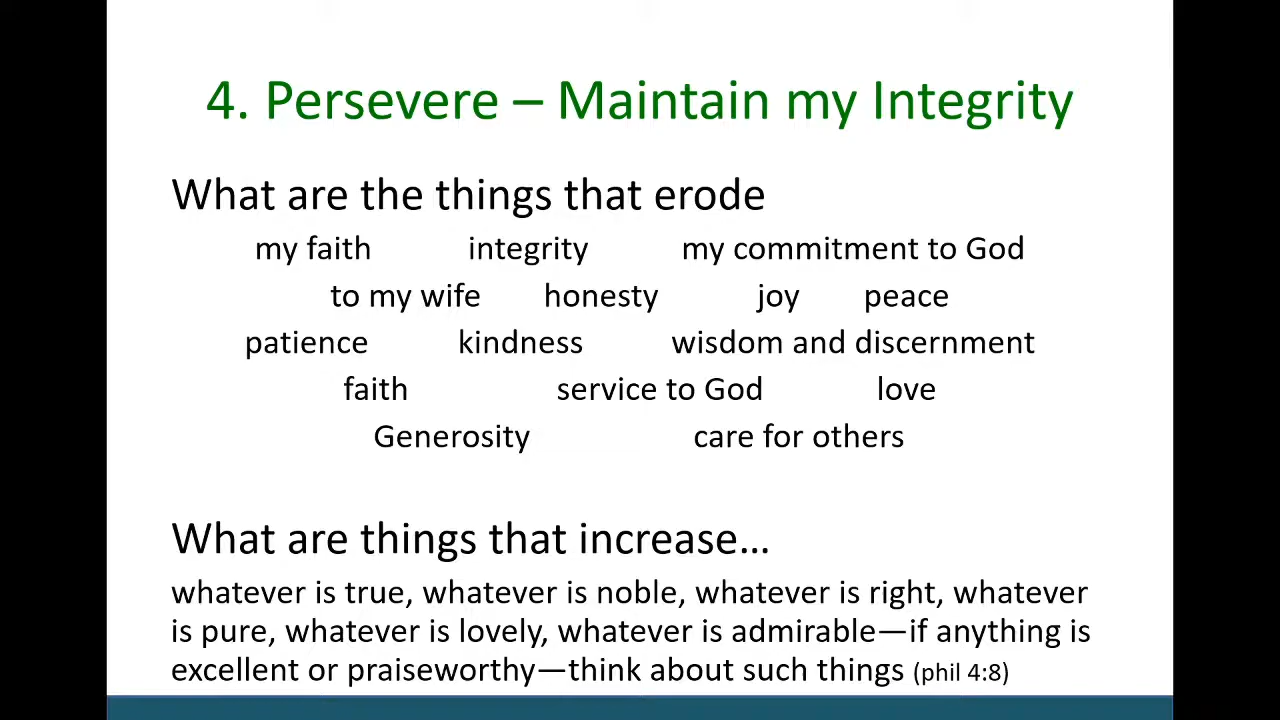 4. Persevere – Maintain my Integrity
What are the things that erode
my faith integrity my commitment to God
to my wife honesty joy peace
patience kindness wisdom and discernment
faith service to God love
Generosity care for others
What are things that increase…
whatever is true, whatever is noble, whatever is right, whatever
is pure, whatever is lovely, whatever is admirable—if anything is
excellent or praiseworthy—think about such things (phil 4:8)